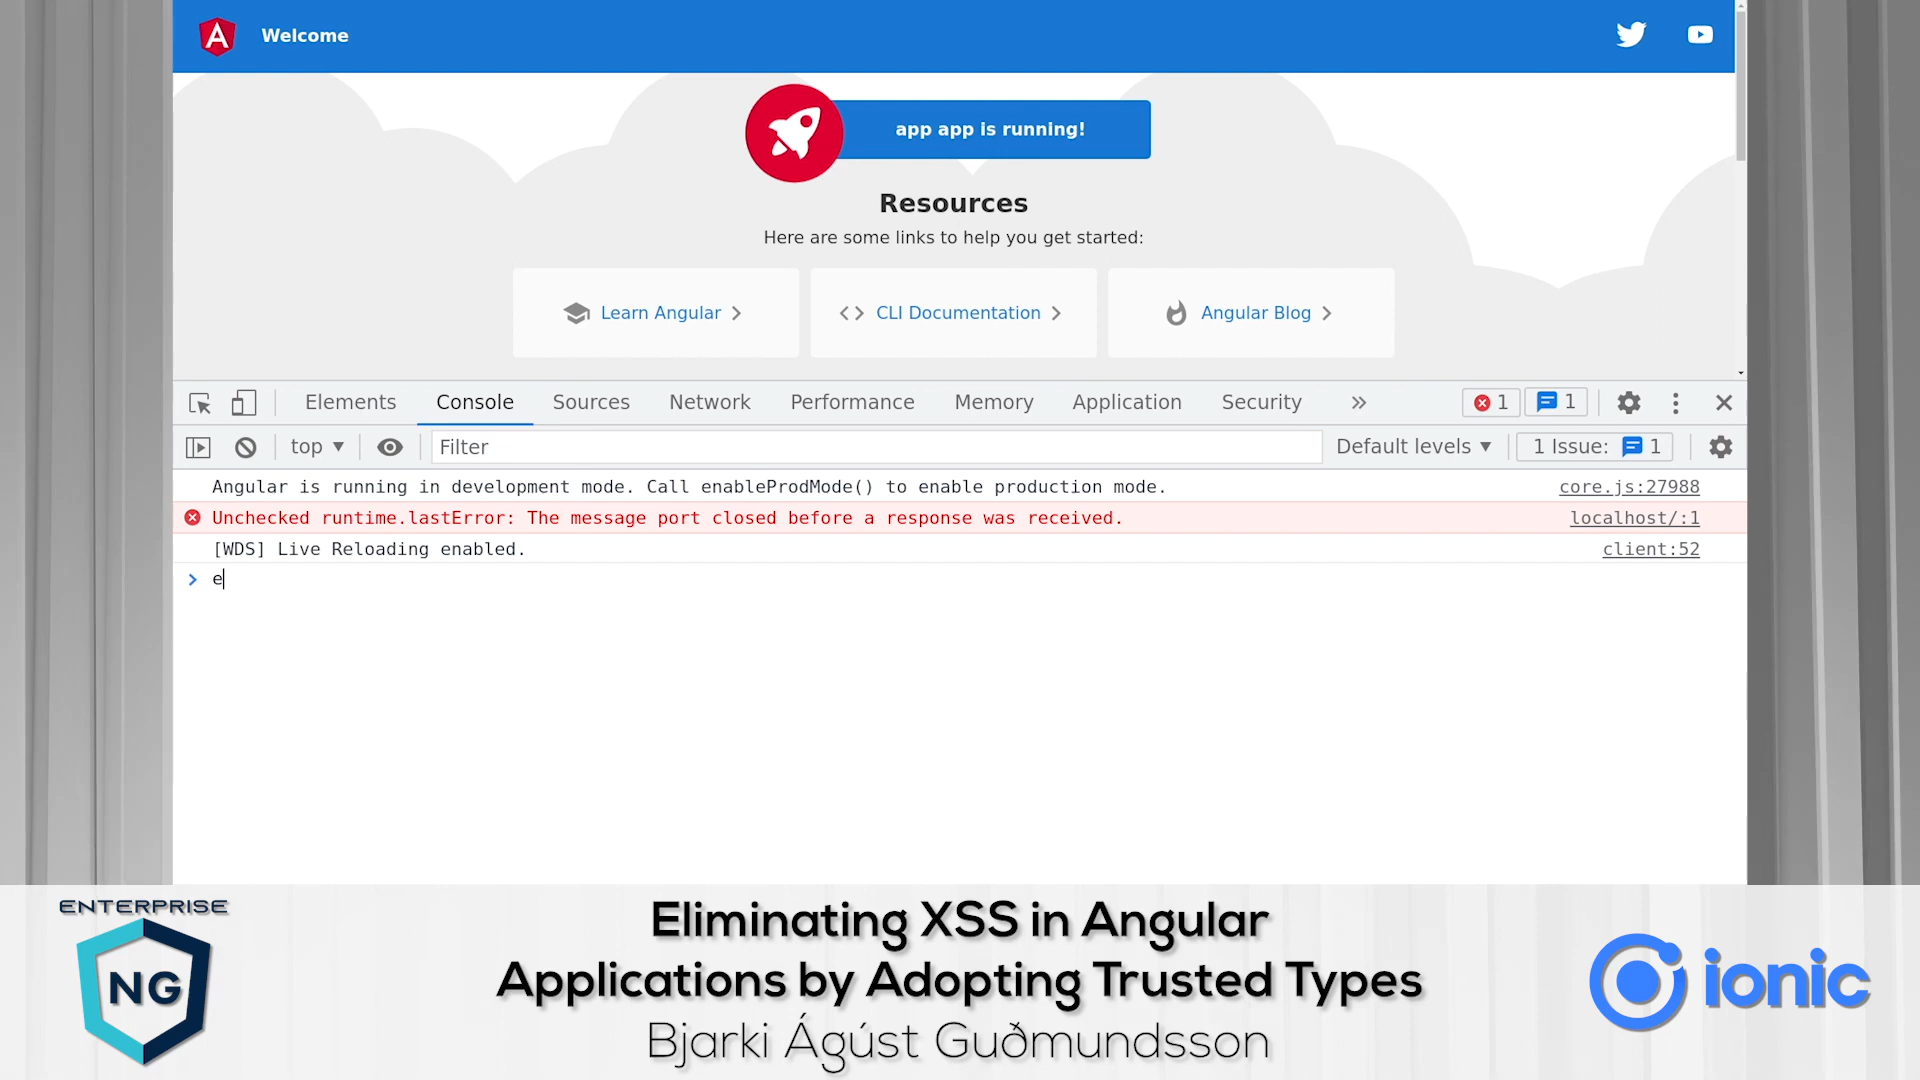 Welcome
app app is running!
Resources
Here are some links to help you get started:
Learn Angular
CLI Documentation
Angular Blog
Elements Console Sources Network Performance Memory Application Security » 1 1
top Filter Default levels 1 Issue: 1
Angular is running in development mode. Call enableProdMode() to enable production mode. core.js:27988
Unchecked runtime.lastError: The message port closed before a response was received. localhost/:1
[WDS] Live Reloading enabled. client:52
> e
ENTERPRISE
NG
Eliminating XSS in Angular
Applications by Adopting Trusted Types
Bjarki Ágúst Guðmundsson
ionic